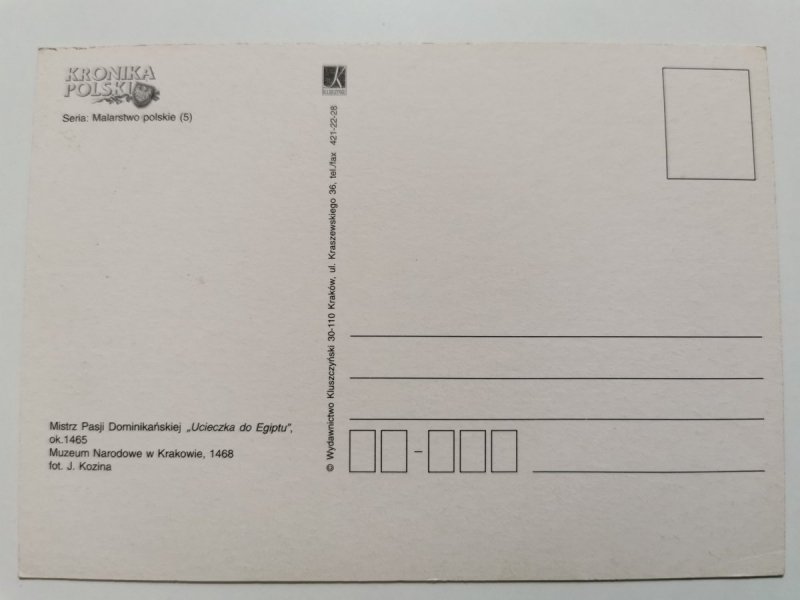 KRONIKA
POLSKI
Seria: Malarstwo polskie (5)
Mistrz Pasji Dominikańskiej „Ucieczka do Egiptu”,
ok.1465
Muzeum Narodowe w Krakowie, 1468
fot. J. Kozina
K
© Wydawnictwo Kluszczyński 30-110 Kraków, ul. Kraszewskiego 36, tel./fax 421-22-28
–